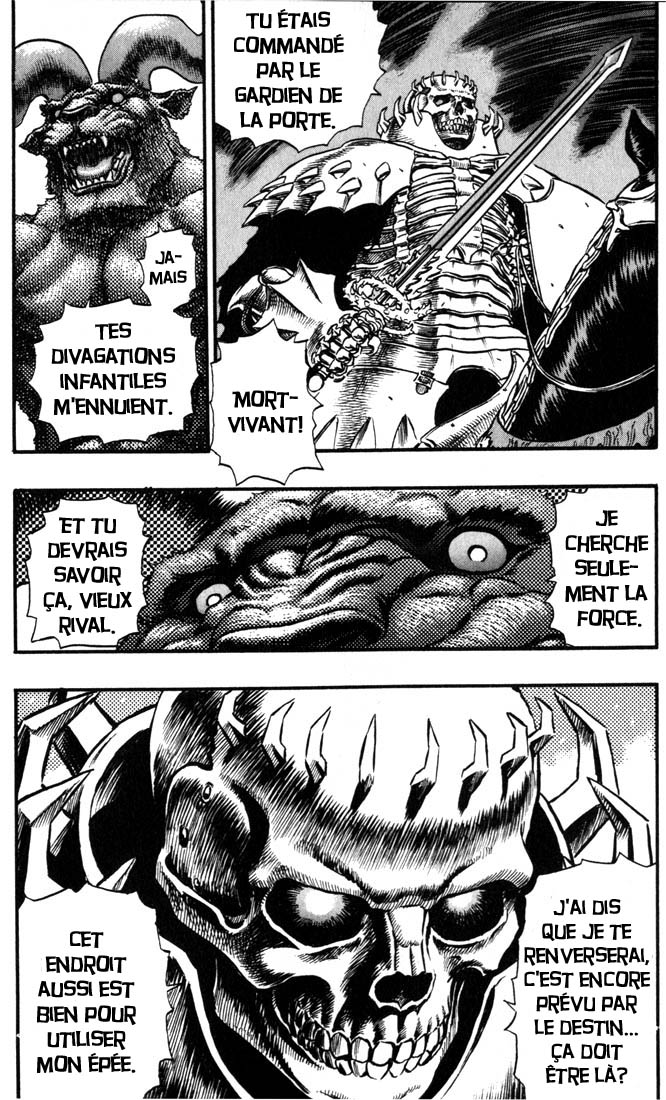 TU ÉTAIS
COMMANDÉ
PAR LE
GARDIEN DE
LA PORTE.
MORT-
VIVANT!
JA-
MAIS
TES
DIVAGATIONS
INFANTILES
M'ENNUIENT.
JE
CHERCHE
SEULE-
MENT LA
FORCE.
ET TU
DEVRAIS
SAVOIR
ÇA, VIEUX
RIVAL.
J'AI DIS
QUE JE TE
RENVERSERAI,
C'EST ENCORE
PRÉVU PAR
LE DESTIN...
ÇA DOIT
ÊTRE LÀ?
CET
ENDROIT
AUSSI EST
BIEN POUR
UTILISER
MON ÉPÉE.